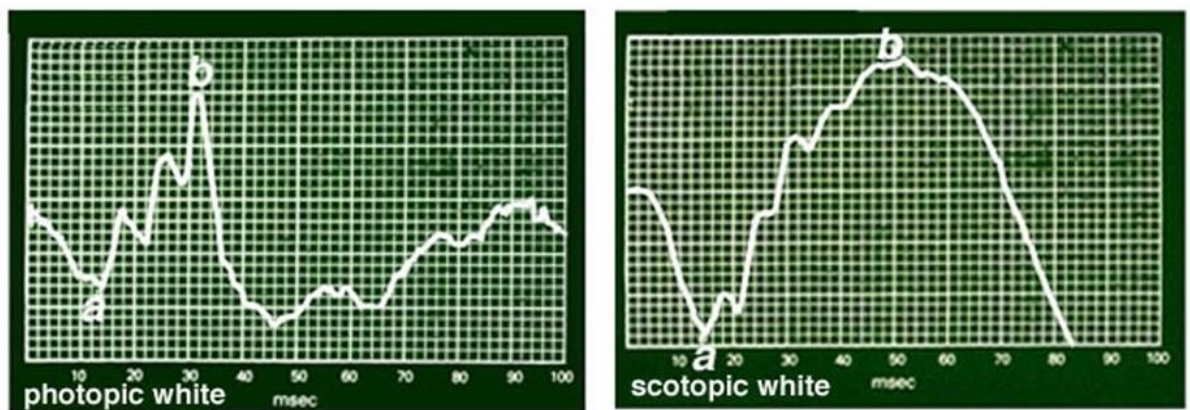 b
a
10 20 30 40 50 60 70 80 90 100
photopic white msec
b
10 a 20 30 40 50 60 70 80 90 100
scotopic white msec